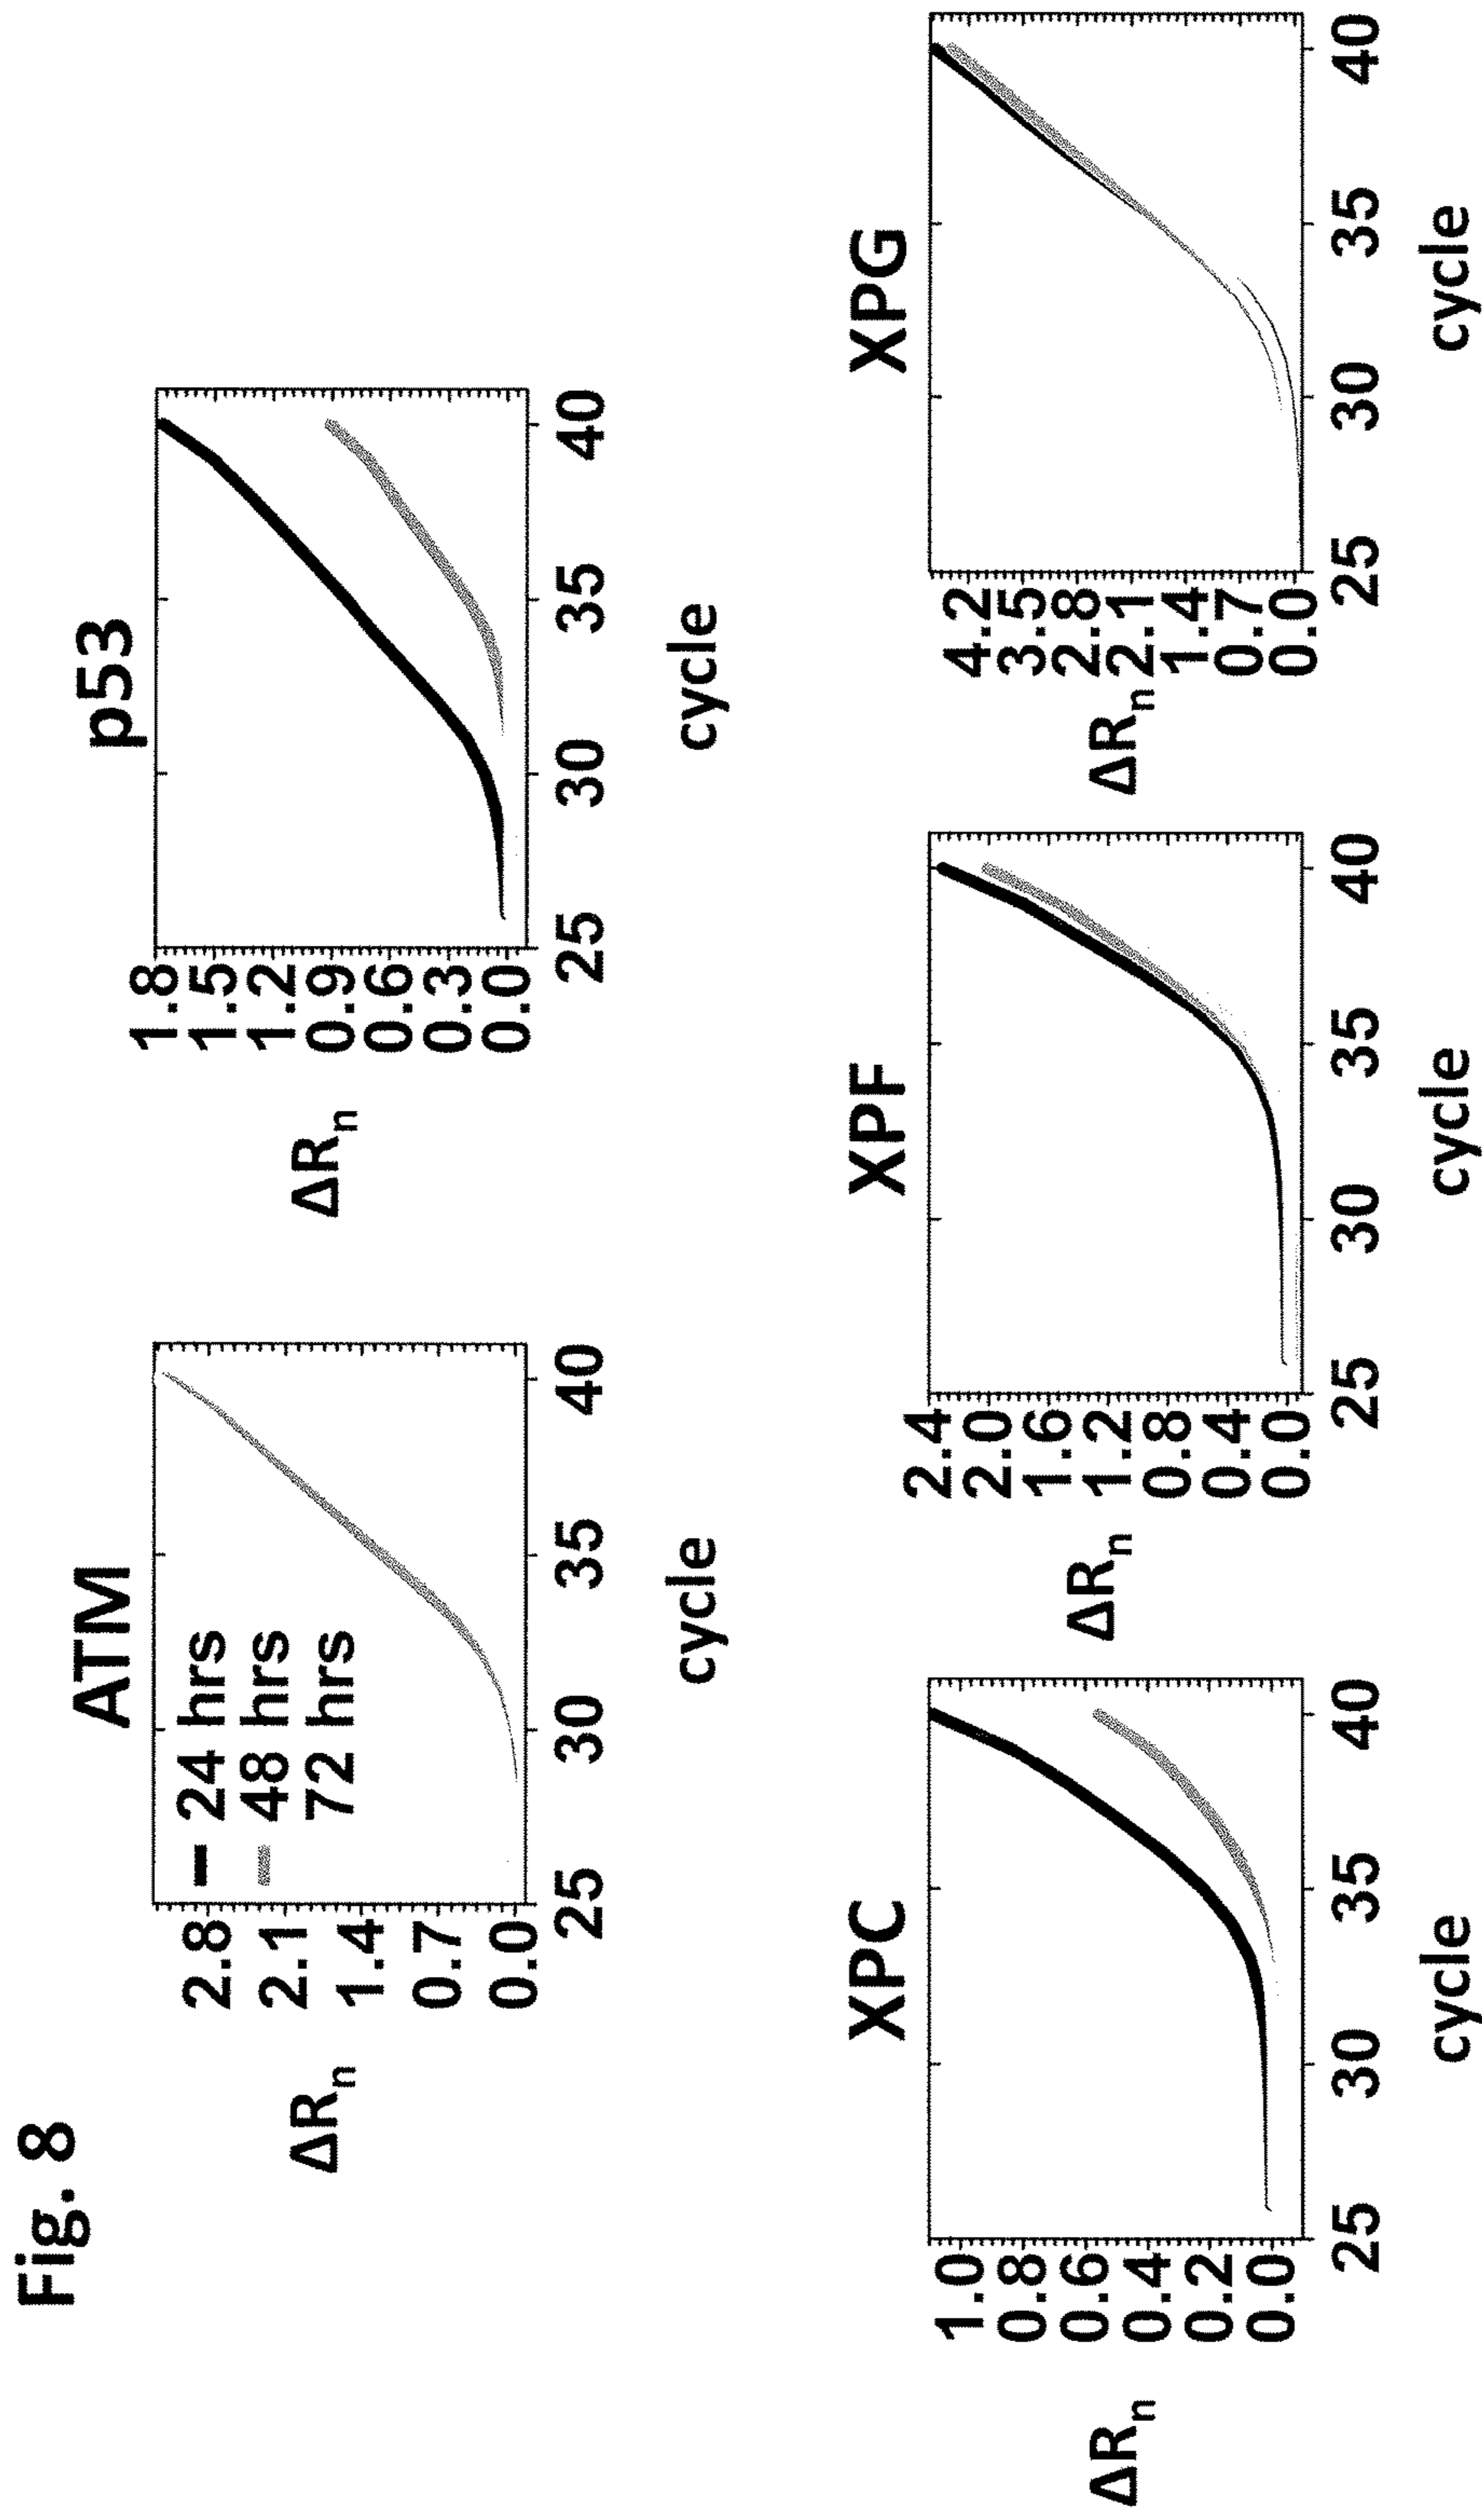 Fig. 8
ATM
24 hrs
48 hrs
72 hrs
ΔRn
2.8
2.1
1.4
0.7
0.0
25 30 35 40
cycle
p53
ΔRn
1.8
1.5
1.2
0.9
0.6
0.3
0.0
25 30 35 40
cycle
XPC
ΔRn
1.0
0.8
0.6
0.4
0.2
0.0
25 30 35 40
cycle
XPF
ΔRn
2.4
2.0
1.6
1.2
0.8
0.4
0.0
25 30 35 40
cycle
XPG
ΔRn
4.2
3.5
2.8
2.1
1.4
0.7
0.0
25 30 35 40
cycle